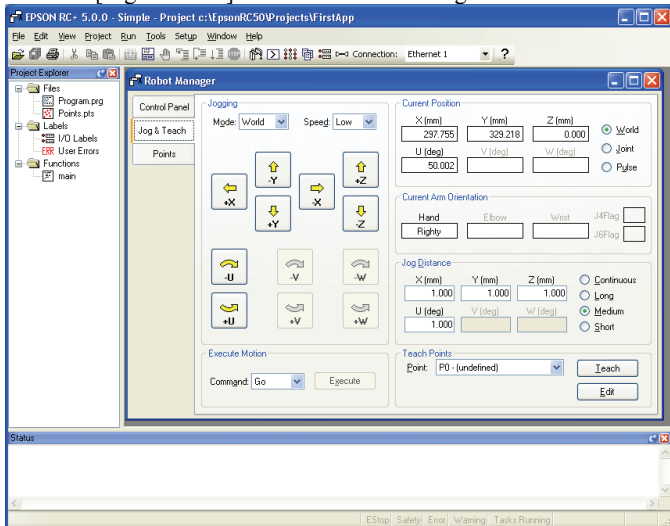 EPSON RC+ 5.0.0 - Simple - Project c:\EpsonRC50\Projects\FirstApp
File Edit View Project Run Tools Setup Window Help
Connection: Ethernet 1 ?
Project Explorer
Files
Program.prg
Points.pts
Labels
I/O Labels
ERR User Errors
Functions
main
Robot Manager
Control Panel
Jog & Teach
Points
Jogging
Mode: World Speed: Low
-Y +Z
+X -X
+Y -Z
-U -V -W
+U +V +W
Execute Motion
Command: Go Execute
Current Position
X (mm) Y (mm) Z (mm)
297.755 329.218 0.000 World
U (deg) V (deg) W (deg) Joint
50.002 Pulse
Current Arm Orientation
Hand Elbow Wrist J4Flag
Righty J6Flag
Jog Distance
X (mm) Y (mm) Z (mm) Continuous
1.000 1.000 1.000 Long
U (deg) V (deg) W (deg) Medium
1.000 Short
Teach Points
Point: P0 - (undefined) Teach
Edit
Status
EStop Safety Error Warning Tasks Running